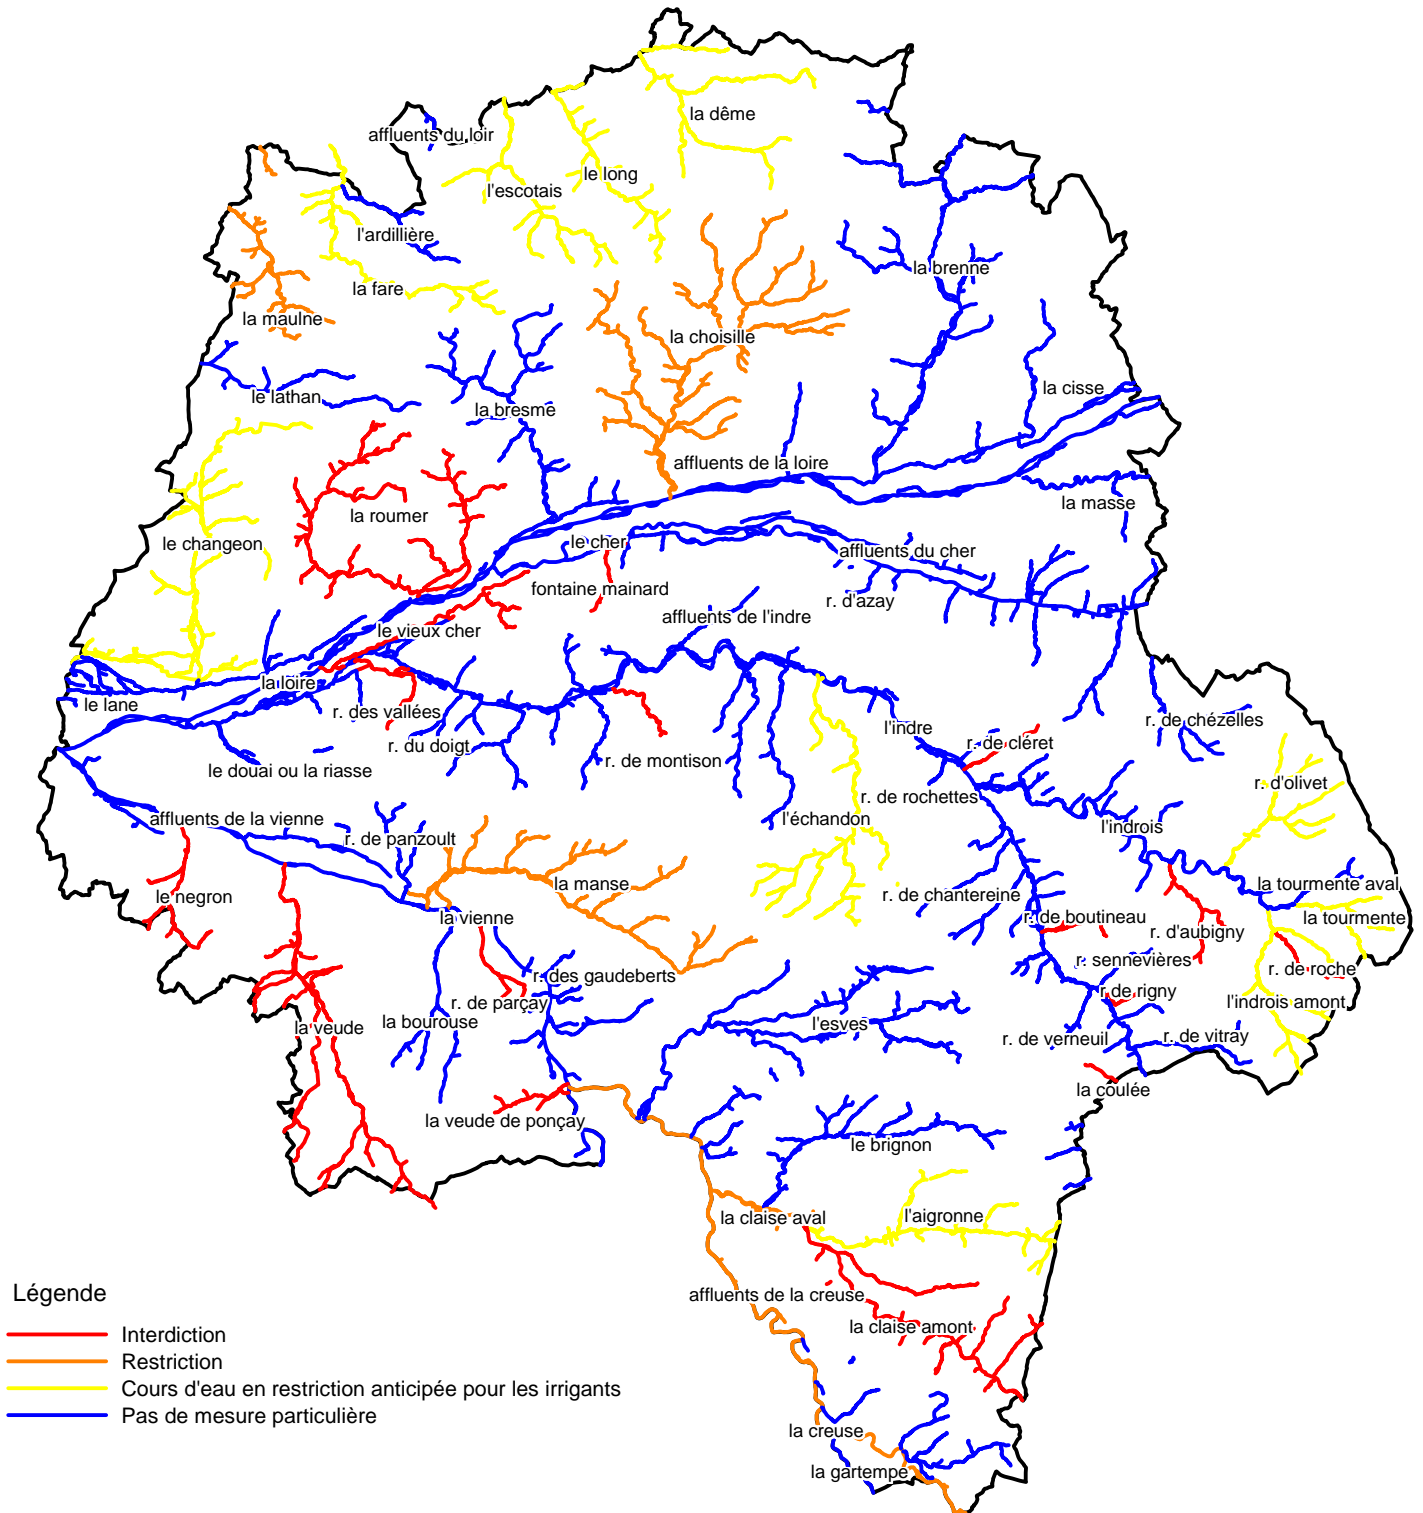 la dême
affluents du loir
le long
l'escotais
l'ardillière
la brenne
la fare
la maulne
la choisille
la cisse
le lathan
la bresme
affluents de la loire
la masse
la roumer
le changeon
le cher
affluents du cher
fontaine mainard
r. d'azay
affluents de l'indre
le vieux cher
la loire
le lane
r. des vallées
r. de chézelles
l'indre
r. du doigt
r. de cléret
r. de montison
le douai ou la riasse
r. d'olivet
r. de rochettes
affluents de la vienne
l'échandon
l'indrois
r. de panzoult
la manse
la tourmente aval
le negron
r. de chantereine
la vienne
r. de boutineau
la tourmente
r. d'aubigny
r. sennevières
r. de roche
r. des gaudeberts
r. de rigny
r. de parçay
l'indrois amont
la bourouse
l'esves
la veude
r. de verneuil
r. de vitray
la coulée
la veude de ponçay
le brignon
la claise aval
l'aigronne
affluents de la creuse
la claise amont
la creuse
la gartempe
Légende
Interdiction
Restriction
Cours d'eau en restriction anticipée pour les irrigants
Pas de mesure particulière